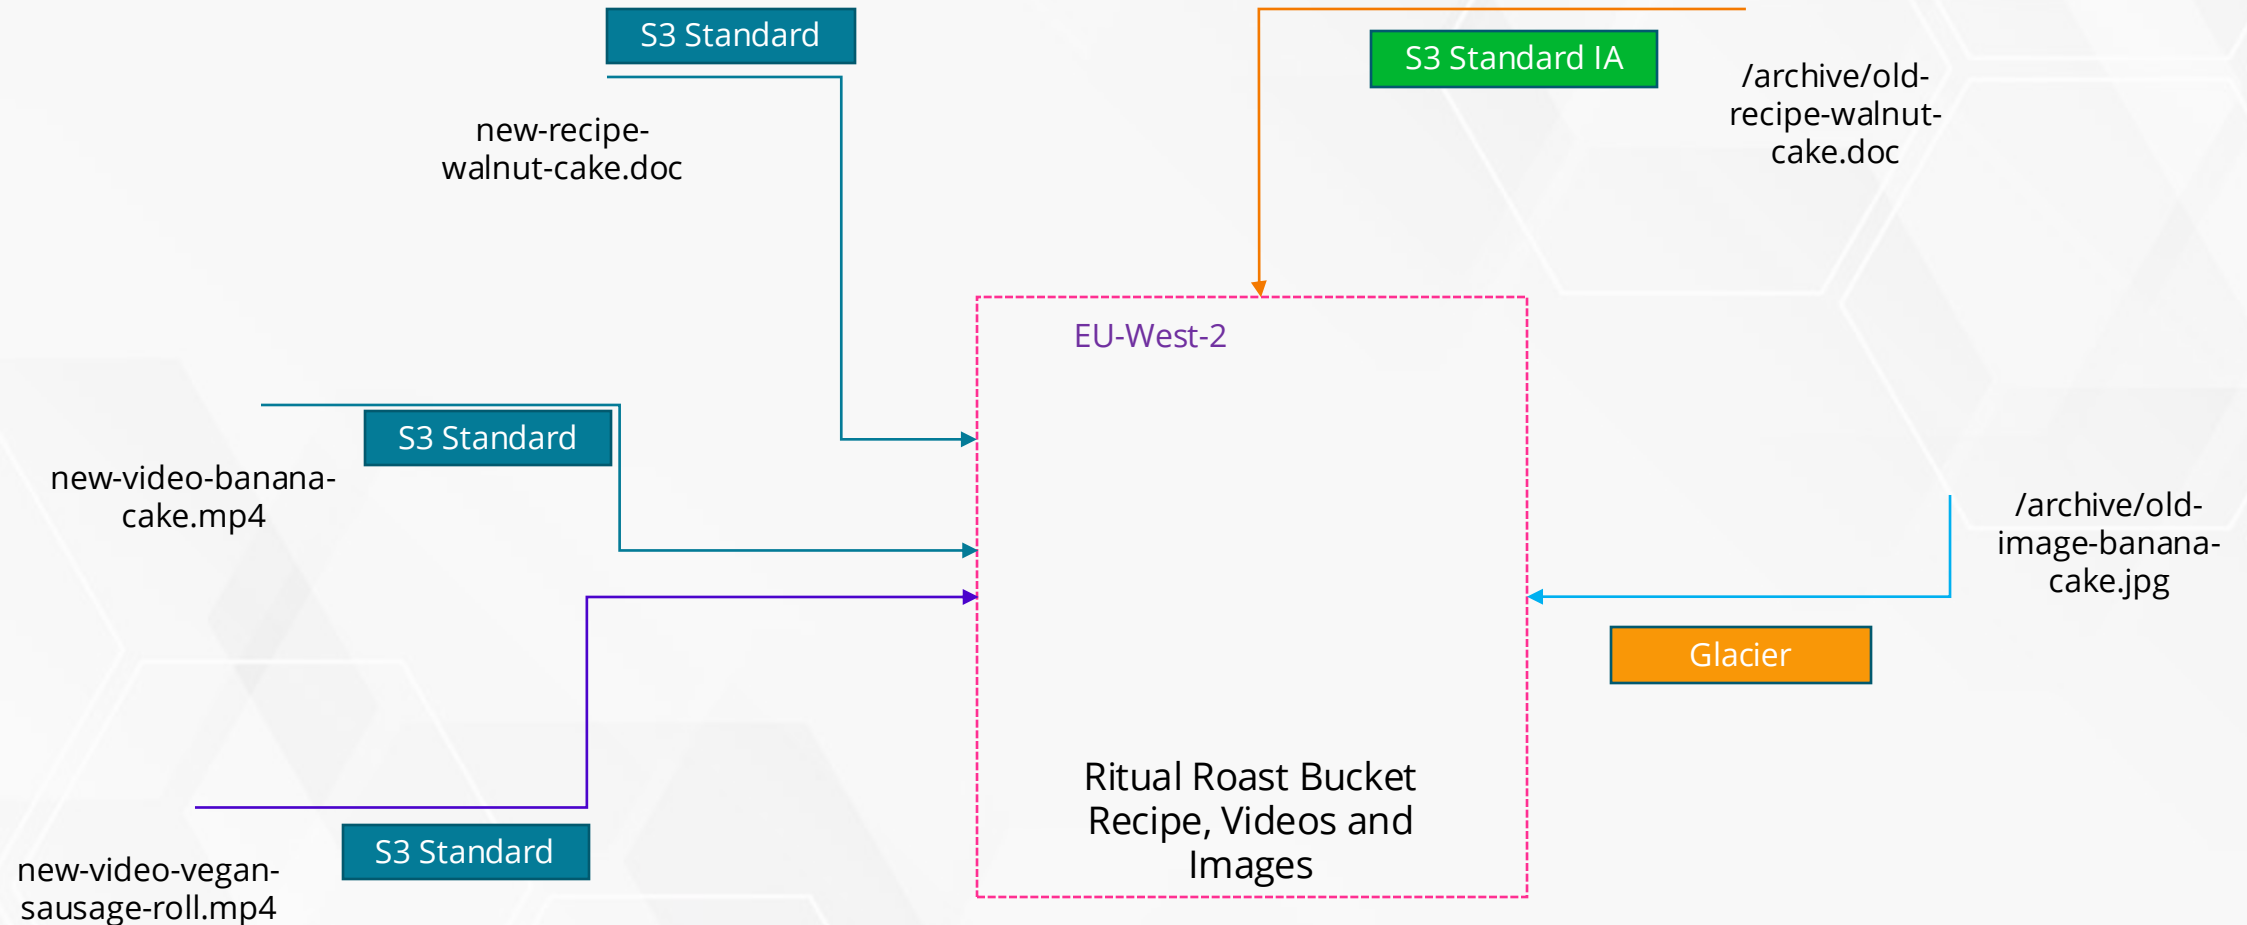 S3 Standard
new-recipe-
walnut-cake.doc
S3 Standard IA
/archive/old-
recipe-walnut-
cake.doc
EU-West-2
S3 Standard
new-video-banana-
cake.mp4
/archive/old-
image-banana-
cake.jpg
Glacier
Ritual Roast Bucket
Recipe, Videos and
Images
S3 Standard
new-video-vegan-
sausage-roll.mp4